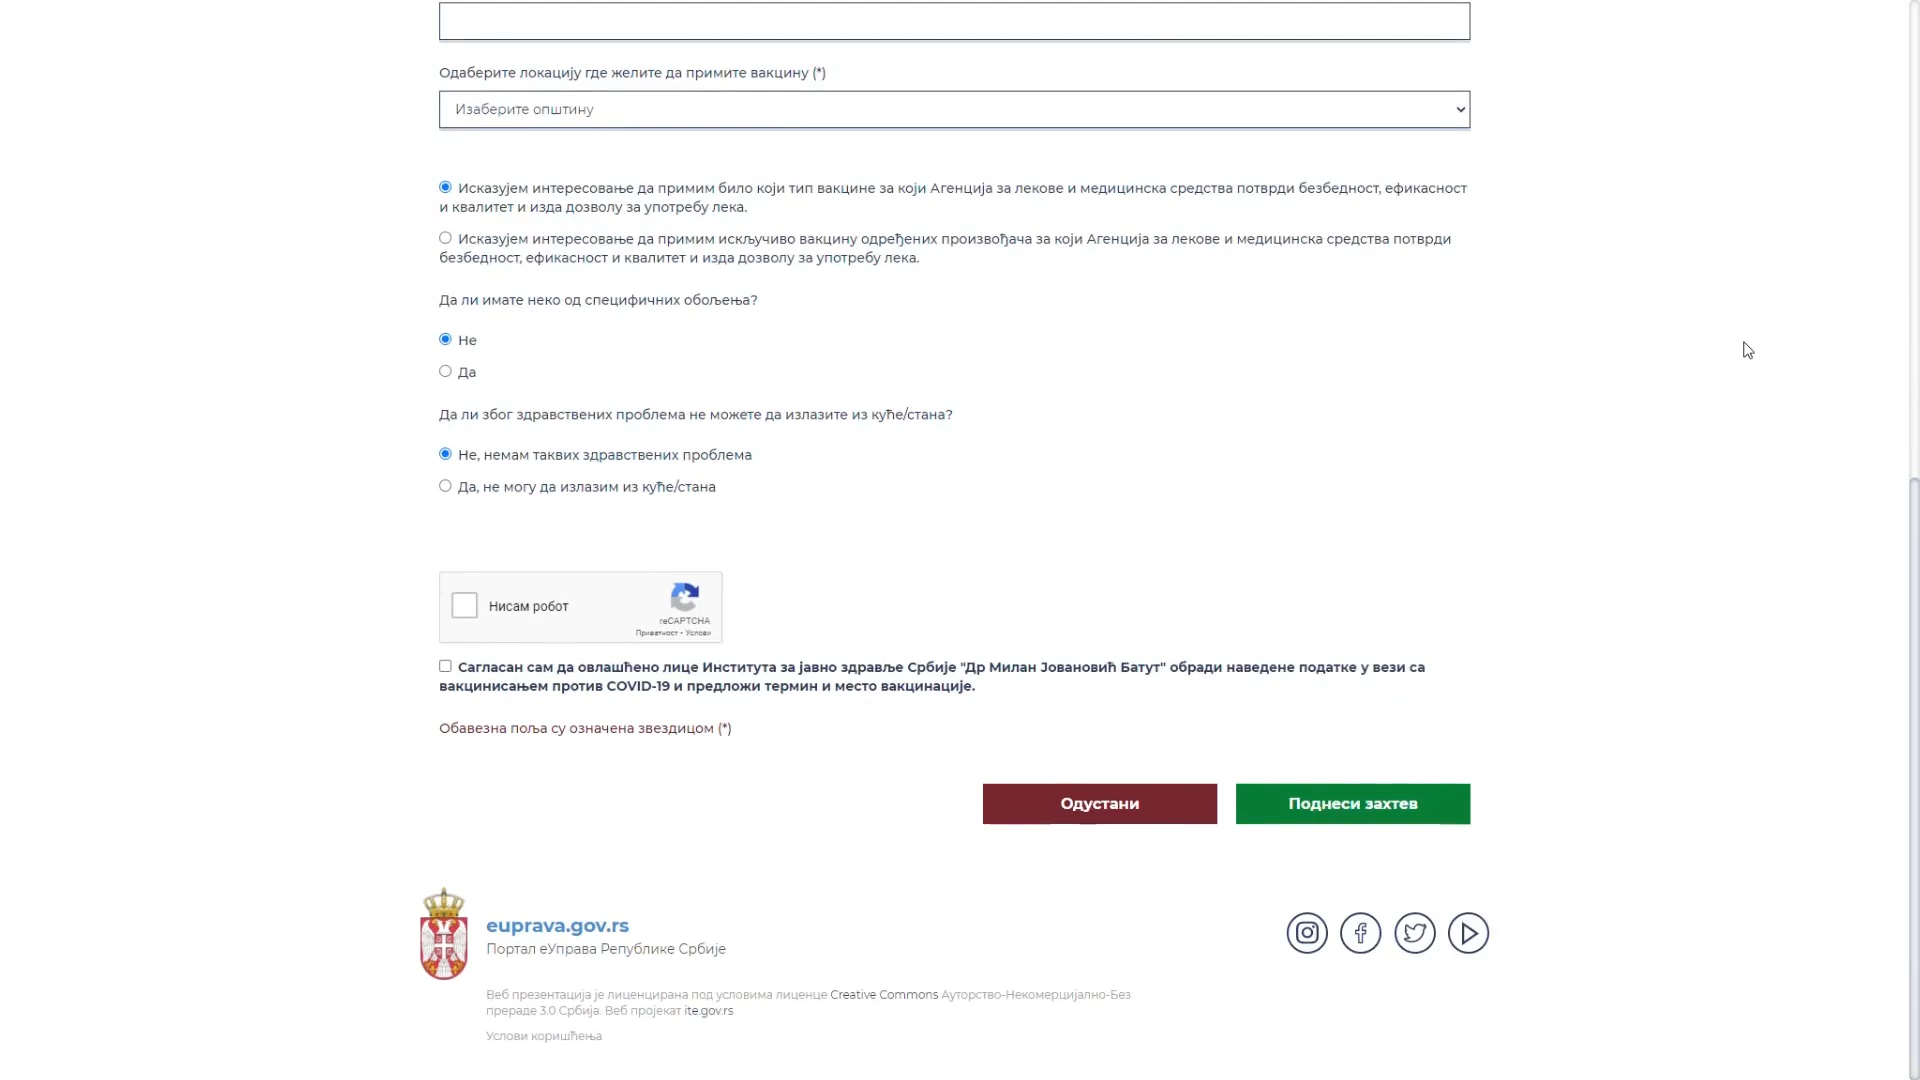 Одаберите локацију где желите да примите вакцину (*)
Изаберите општину
Исказујем интересовање да примим било који тип вакцине за који Агенција за лекове и медицинска средства потврди безбедност, ефикасност
и квалитет и изда дозволу за употребу лека.
Исказујем интересовање да примим искључиво вакцину одређених произвођача за који Агенција за лекове и медицинска средства потврди
безбедност, ефикасност и квалитет и изда дозволу за употребу лека.
Да ли имате неко од специфичних обољења?
Не
Да
Да ли због здравствених проблема не можете да излазите из куће/стана?
Не, немам таквих здравствених проблема
Да, не могу да излазим из куће/стана
Нисам робот
reCAPTCHA
Приватност - Услови
Сагласан сам да овлашћено лице Института за јавно здравље Србије "Др Милан Јовановић Батут" обради наведене податке у вези са
вакцинисањем против COVID-19 и предложи термин и место вакцинације.
Обавезна поља су означена звездицом (*)
Одустани
Поднеси захтев
euprava.gov.rs
Портал еУправа Републике Србије
Веб презентација је лиценцирана под условима лиценце Creative Commons Ауторство-Некомерцијално-Без
прераде 3.0 Србија. Веб пројекат ite.gov.rs
Услови коришћења